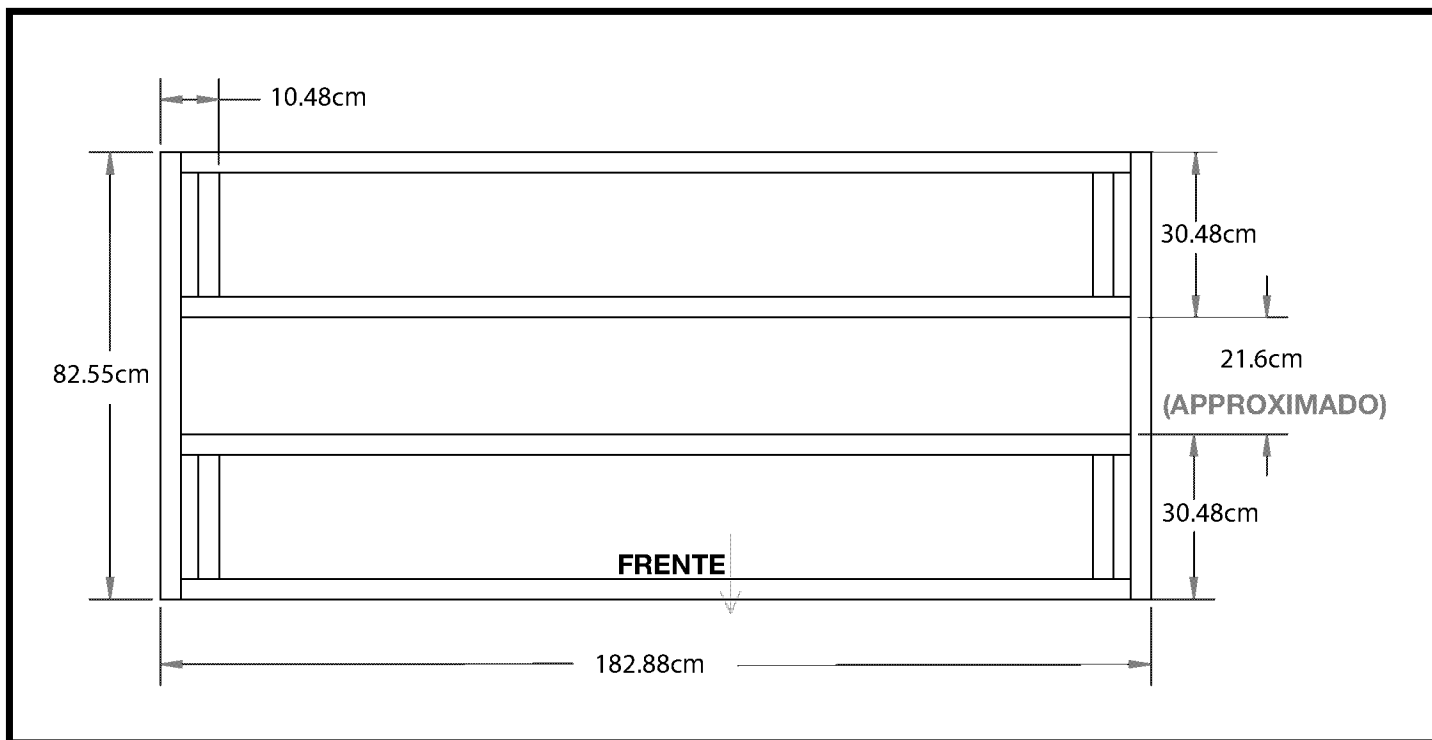 10.48cm
30.48cm
21.6cm
82.55cm
(APPROXIMADO)
30.48cm
FRENTE
182.88cm